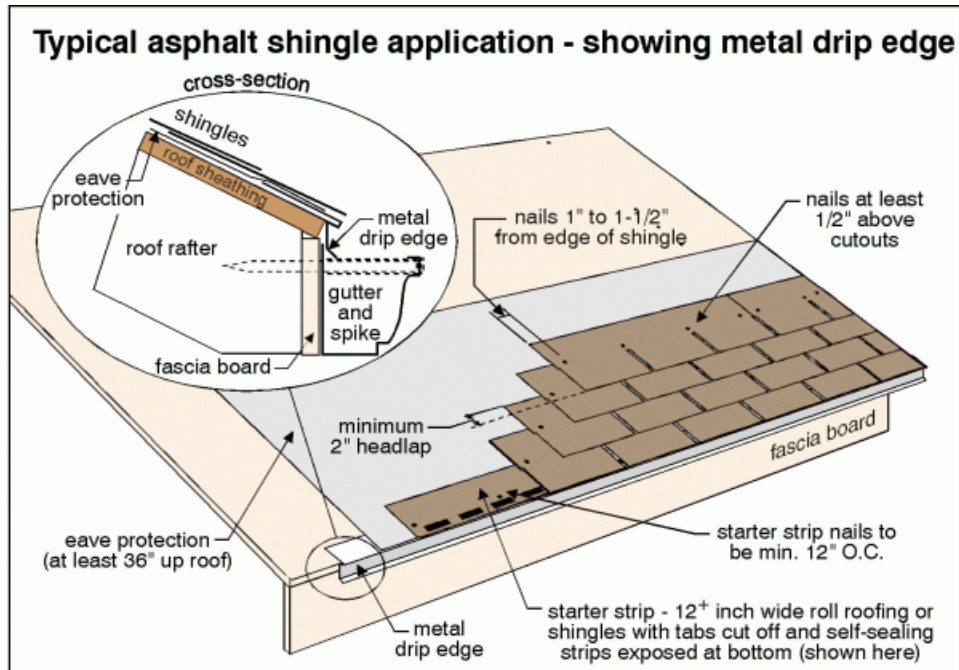 Typical asphalt shingle application - showing metal drip edge
cross-section
shingles
roof sheathing
eave
protection
roof rafter
metal
drip edge
gutter
and
spike
fascia board
nails 1" to 1-1/2"
from edge of shingle
nails at least
1/2" above
cutouts
minimum
2" headlap
fascia board
eave protection
(at least 36" up roof)
starter strip nails to
be min. 12" O.C.
metal
drip edge
starter strip - 12+ inch wide roll roofing or
shingles with tabs cut off and self-sealing
strips exposed at bottom (shown here)